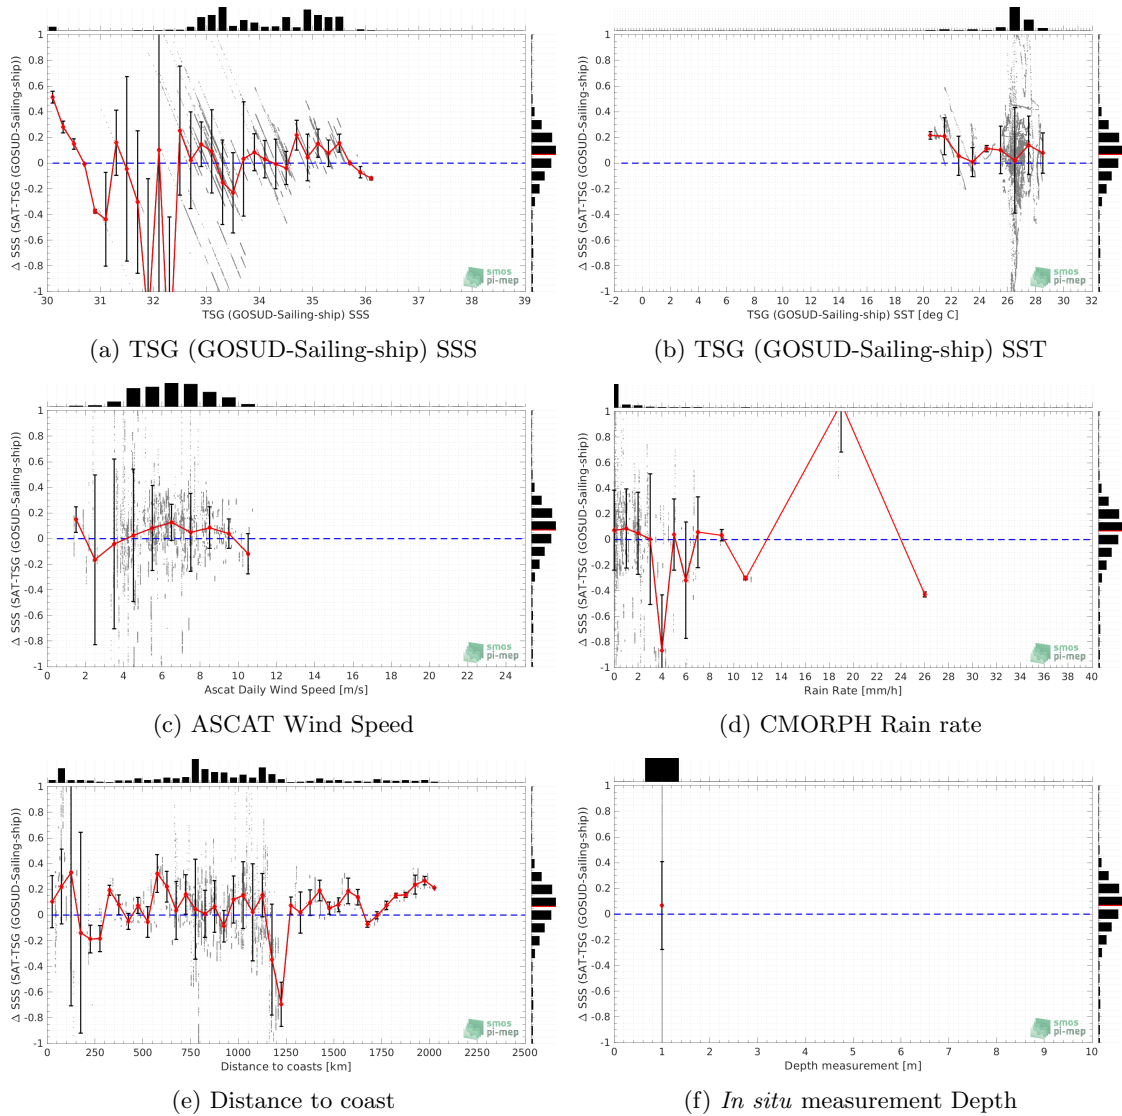 Δ SSS (SAT-TSG (GOSUD-Sailing-ship))
1
0.8
0.6
0.4
0.2
0
-0.2
-0.4
-0.6
-0.8
-1
smos
pi-mep
30 31 32 33 34 35 36 37 38 39
TSG (GOSUD-Sailing-ship) SSS
(a) TSG (GOSUD-Sailing-ship) SSS
Δ SSS (SAT-TSG (GOSUD-Sailing-ship))
1
0.8
0.6
0.4
0.2
0
-0.2
-0.4
-0.6
-0.8
-1
smos
pi-mep
-2 0 2 4 6 8 10 12 14 16 18 20 22 24 26 28 30 32
TSG (GOSUD-Sailing-ship) SST [deg C]
(b) TSG (GOSUD-Sailing-ship) SST
Δ SSS (SAT-TSG (GOSUD-Sailing-ship))
1
0.8
0.6
0.4
0.2
0
-0.2
-0.4
-0.6
-0.8
-1
smos
pi-mep
0 2 4 6 8 10 12 14 16 18 20 22 24
Ascat Daily Wind Speed [m/s]
(c) ASCAT Wind Speed
Δ SSS (SAT-TSG (GOSUD-Sailing-ship))
1
0.8
0.6
0.4
0.2
0
-0.2
-0.4
-0.6
-0.8
-1
smos
pi-mep
0 2 4 6 8 10 12 14 16 18 20 22 24 26 28 30 32 34 36 38 40
Rain Rate [mm/h]
(d) CMORPH Rain rate
Δ SSS (SAT-TSG (GOSUD-Sailing-ship))
1
0.8
0.6
0.4
0.2
0
-0.2
-0.4
-0.6
-0.8
-1
smos
pi-mep
0 250 500 750 1000 1250 1500 1750 2000 2250 2500
Distance to coasts [km]
(e) Distance to coast
Δ SSS (SAT-TSG (GOSUD-Sailing-ship))
1
0.8
0.6
0.4
0.2
0
-0.2
-0.4
-0.6
-0.8
-1
smos
pi-mep
0 1 2 3 4 5 6 7 8 9 10
Depth measurement [m]
(f) In situ measurement Depth